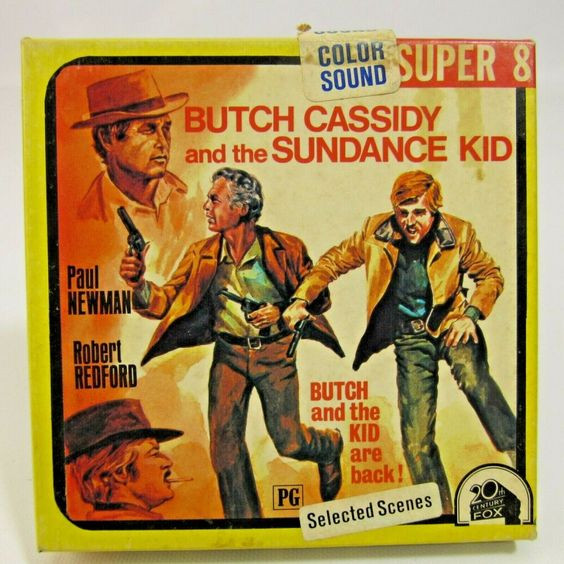 COLOR
SOUND
SUPER 8
BUTCH CASSIDY
and the SUNDANCE KID
Paul
NEWMAN
Robert
REDFORD
BUTCH
and the
KID
are
back!
PG
Selected Scenes
20th
CENTURY
FOX